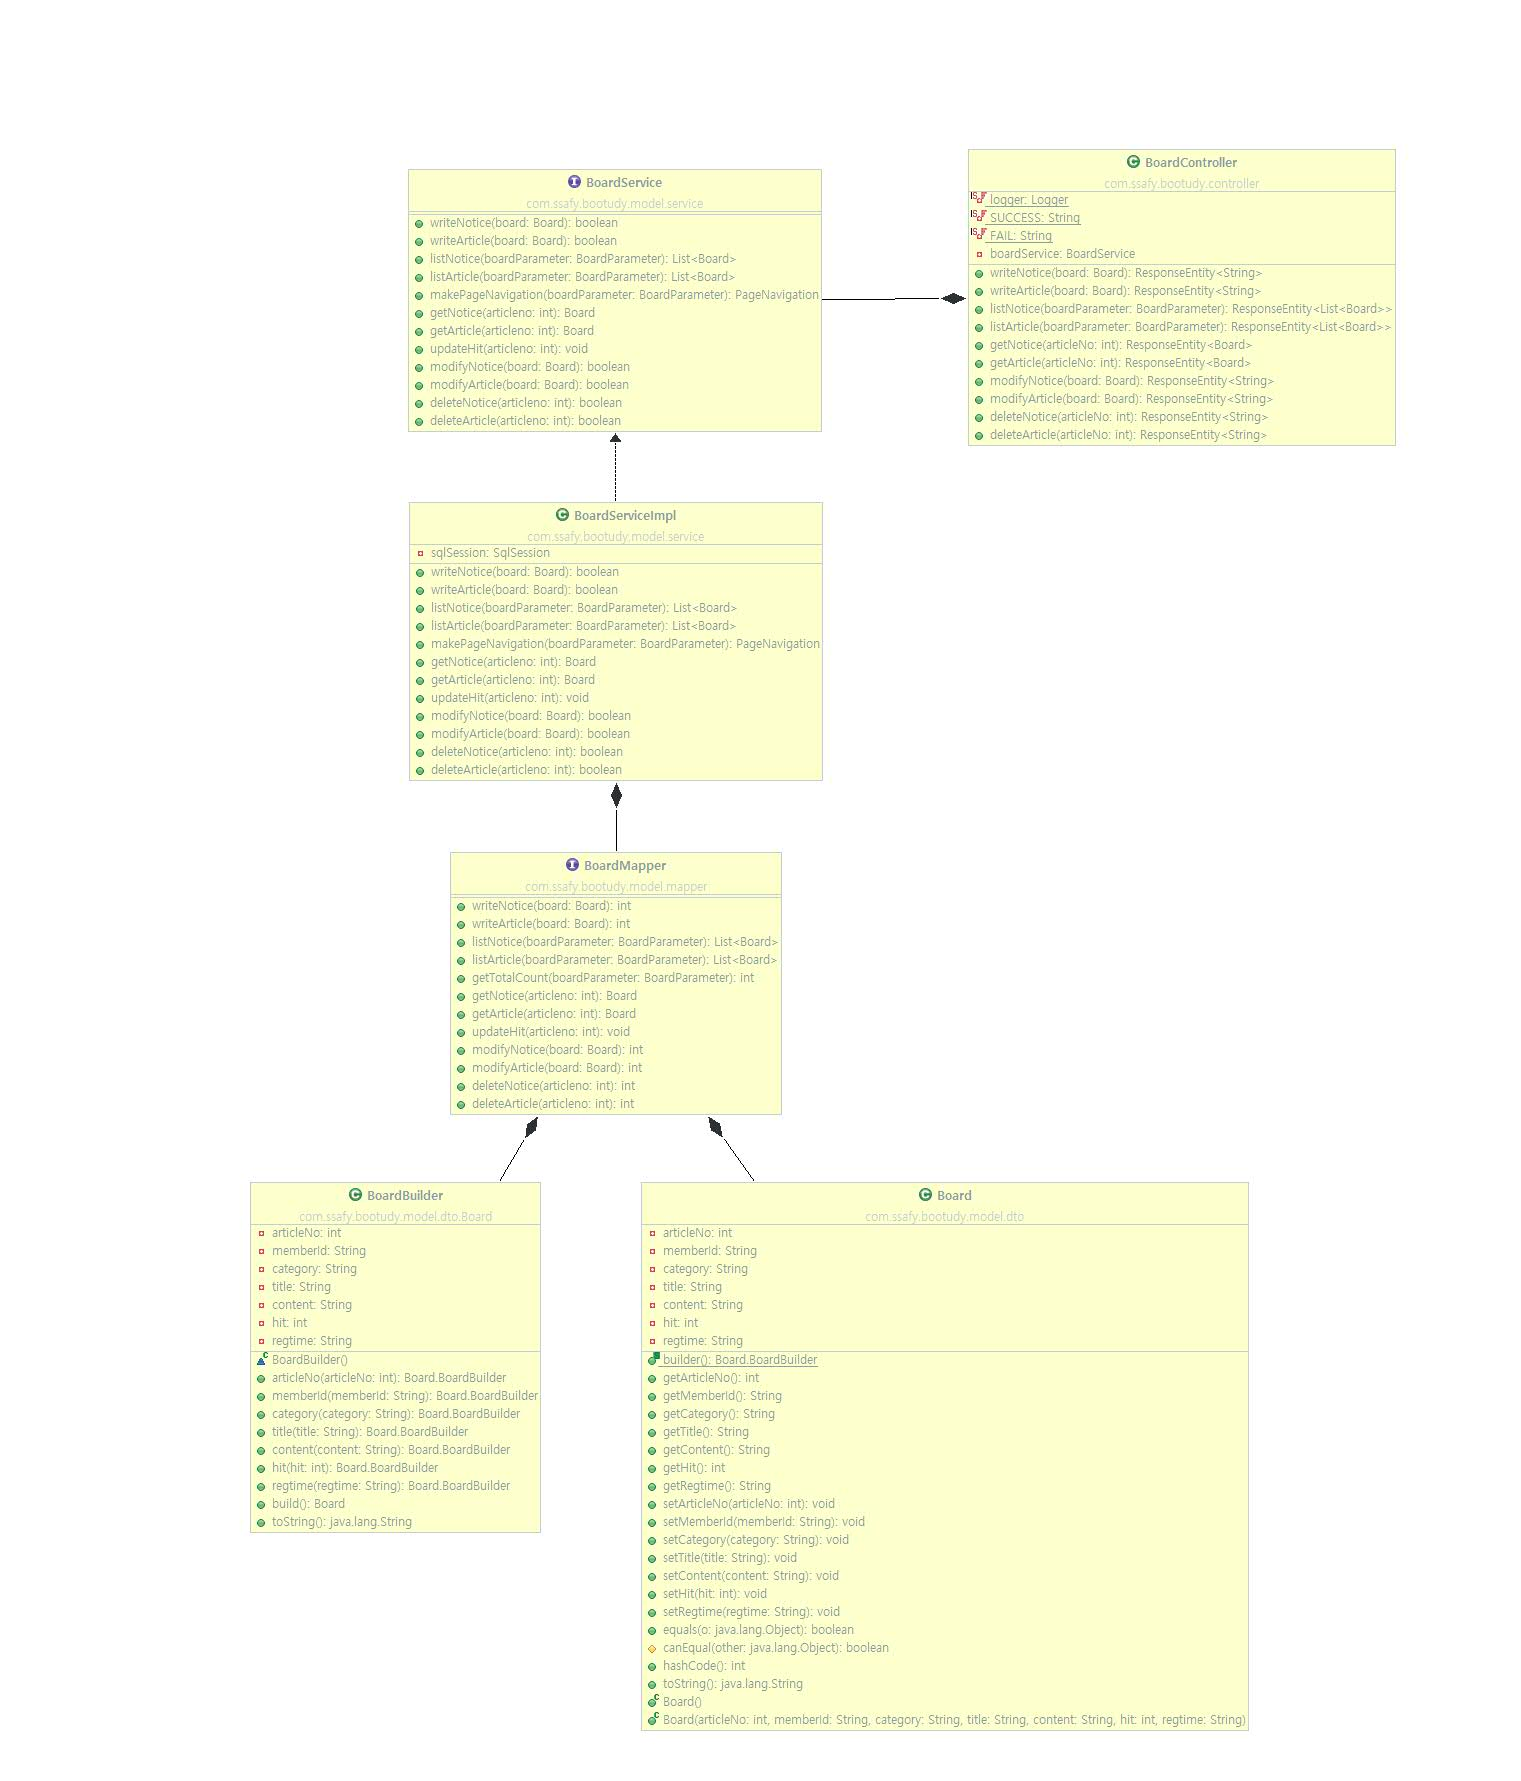 BoardService
com.ssafy.bootudy.model.service
writeNotice(board: Board): boolean
writeArticle(board: Board): boolean
listNotice(boardParameter: BoardParameter): List<Board>
listArticle(boardParameter: BoardParameter): List<Board>
makePageNavigation(boardParameter: BoardParameter): PageNavigation
getNotice(articleno: int): Board
getArticle(articleno: int): Board
updateHit(articleno: int): void
modifyNotice(board: Board): boolean
modifyArticle(board: Board): boolean
deleteNotice(articleno: int): boolean
deleteArticle(articleno: int): boolean
BoardController
com.ssafy.bootudy.controller
logger: Logger
SUCCESS: String
FAIL: String
boardService: BoardService
writeNotice(board: Board): ResponseEntity<String>
writeArticle(board: Board): ResponseEntity<String>
listNotice(boardParameter: BoardParameter): ResponseEntity<List<Board>>
listArticle(boardParameter: BoardParameter): ResponseEntity<List<Board>>
getNotice(articleNo: int): ResponseEntity<Board>
getArticle(articleNo: int): ResponseEntity<Board>
modifyNotice(board: Board): ResponseEntity<String>
modifyArticle(board: Board): ResponseEntity<String>
deleteNotice(articleNo: int): ResponseEntity<String>
deleteArticle(articleNo: int): ResponseEntity<String>
BoardServiceImpl
com.ssafy.bootudy.model.service
sqlSession: SqlSession
writeNotice(board: Board): boolean
writeArticle(board: Board): boolean
listNotice(boardParameter: BoardParameter): List<Board>
listArticle(boardParameter: BoardParameter): List<Board>
makePageNavigation(boardParameter: BoardParameter): PageNavigation
getNotice(articleno: int): Board
getArticle(articleno: int): Board
updateHit(articleno: int): void
modifyNotice(board: Board): boolean
modifyArticle(board: Board): boolean
deleteNotice(articleno: int): boolean
deleteArticle(articleno: int): boolean
BoardMapper
com.ssafy.bootudy.model.mapper
writeNotice(board: Board): int
writeArticle(board: Board): int
listNotice(boardParameter: BoardParameter): List<Board>
listArticle(boardParameter: BoardParameter): List<Board>
getTotalCount(boardParameter: BoardParameter): int
getNotice(articleno: int): Board
getArticle(articleno: int): Board
updateHit(articleno: int): void
modifyNotice(board: Board): int
modifyArticle(board: Board): int
deleteNotice(articleno: int): int
deleteArticle(articleno: int): int
BoardBuilder
com.ssafy.bootudy.model.dto.Board
articleNo: int
memberId: String
category: String
title: String
content: String
hit: int
regtime: String
BoardBuilder()
articleNo(articleNo: int): Board.BoardBuilder
memberId(memberId: String): Board.BoardBuilder
category(category: String): Board.BoardBuilder
title(title: String): Board.BoardBuilder
content(content: String): Board.BoardBuilder
hit(hit: int): Board.BoardBuilder
regtime(regtime: String): Board.BoardBuilder
build(): Board
toString(): java.lang.String
Board
com.ssafy.bootudy.model.dto
articleNo: int
memberId: String
category: String
title: String
content: String
hit: int
regtime: String
builder(): Board.BoardBuilder
getArticleNo(): int
getMemberId(): String
getCategory(): String
getTitle(): String
getContent(): String
getHit(): int
getRegtime(): String
setArticleNo(articleNo: int): void
setMemberId(memberId: String): void
setCategory(category: String): void
setTitle(title: String): void
setContent(content: String): void
setHit(hit: int): void
setRegtime(regtime: String): void
equals(o: java.lang.Object): boolean
canEqual(other: java.lang.Object): boolean
hashCode(): int
toString(): java.lang.String
Board()
Board(articleNo: int, memberId: String, category: String, title: String, content: String, hit: int, regtime: String)